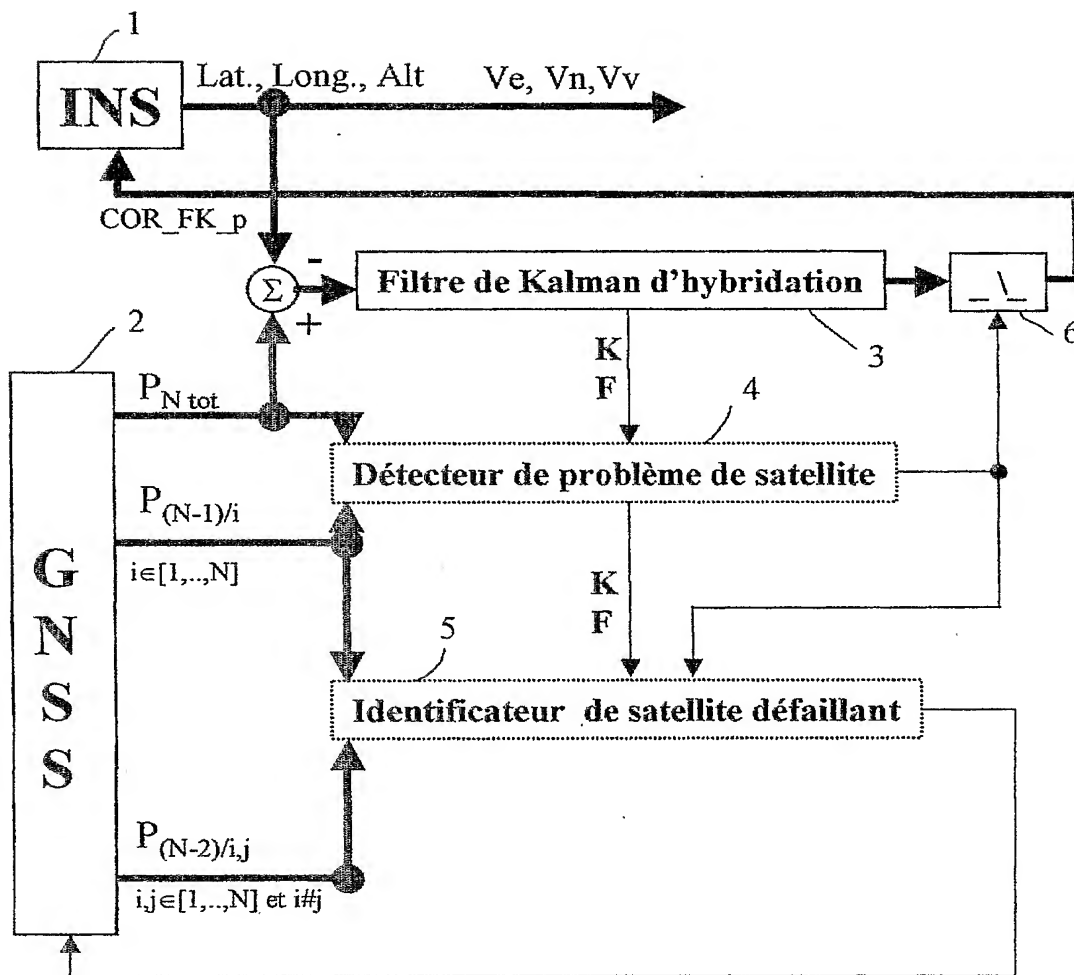 1
Lat., Long., Alt Ve, Vn,Vv
INS
COR_FK_p
-
Σ
+
Filtre de Kalman d'hybridation
_ \_
2
3
6
K
F
4
P_{N tot}
Détecteur de problème de satellite
P_{(N-1)/i}
i∈[1,..,N]
G
N
S
S
K
F
5
Identificateur de satellite défaillant
P_{(N-2)/i,j}
i,j∈[1,..,N] et i#j